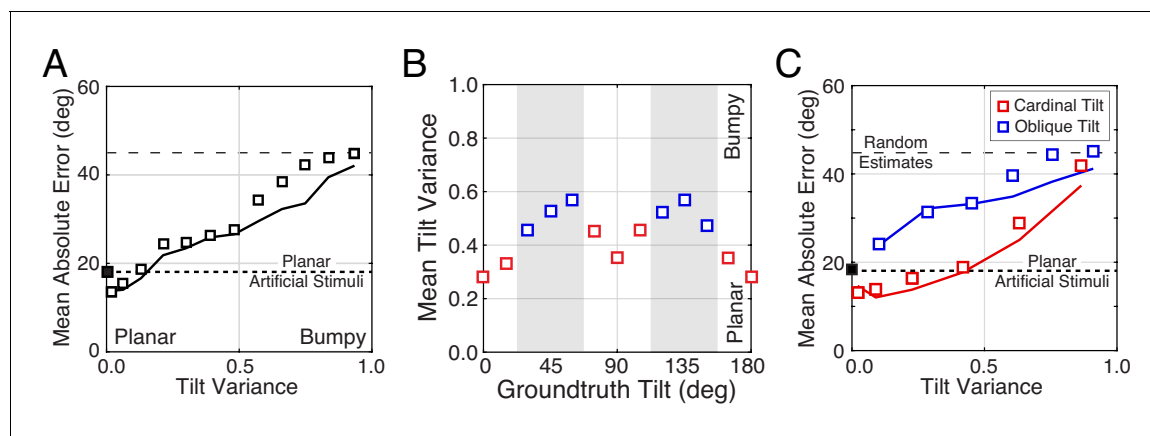 A
Mean Absolute Error (deg)
60
40
20
0
Planar
Artificial Stimuli
Planar
Bumpy
0.0
0.5
1.0
Tilt Variance
B
Mean Tilt Variance
1.0
0.8
0.6
0.4
0.2
0.0
Bumpy
Planar
0
45
90
135
180
Groundtruth Tilt (deg)
C
Mean Absolute Error (deg)
60
40
20
0
Cardinal Tilt
Oblique Tilt
Random
Estimates
Planar
Artificial Stimuli
0.0
0.5
1.0
Tilt Variance